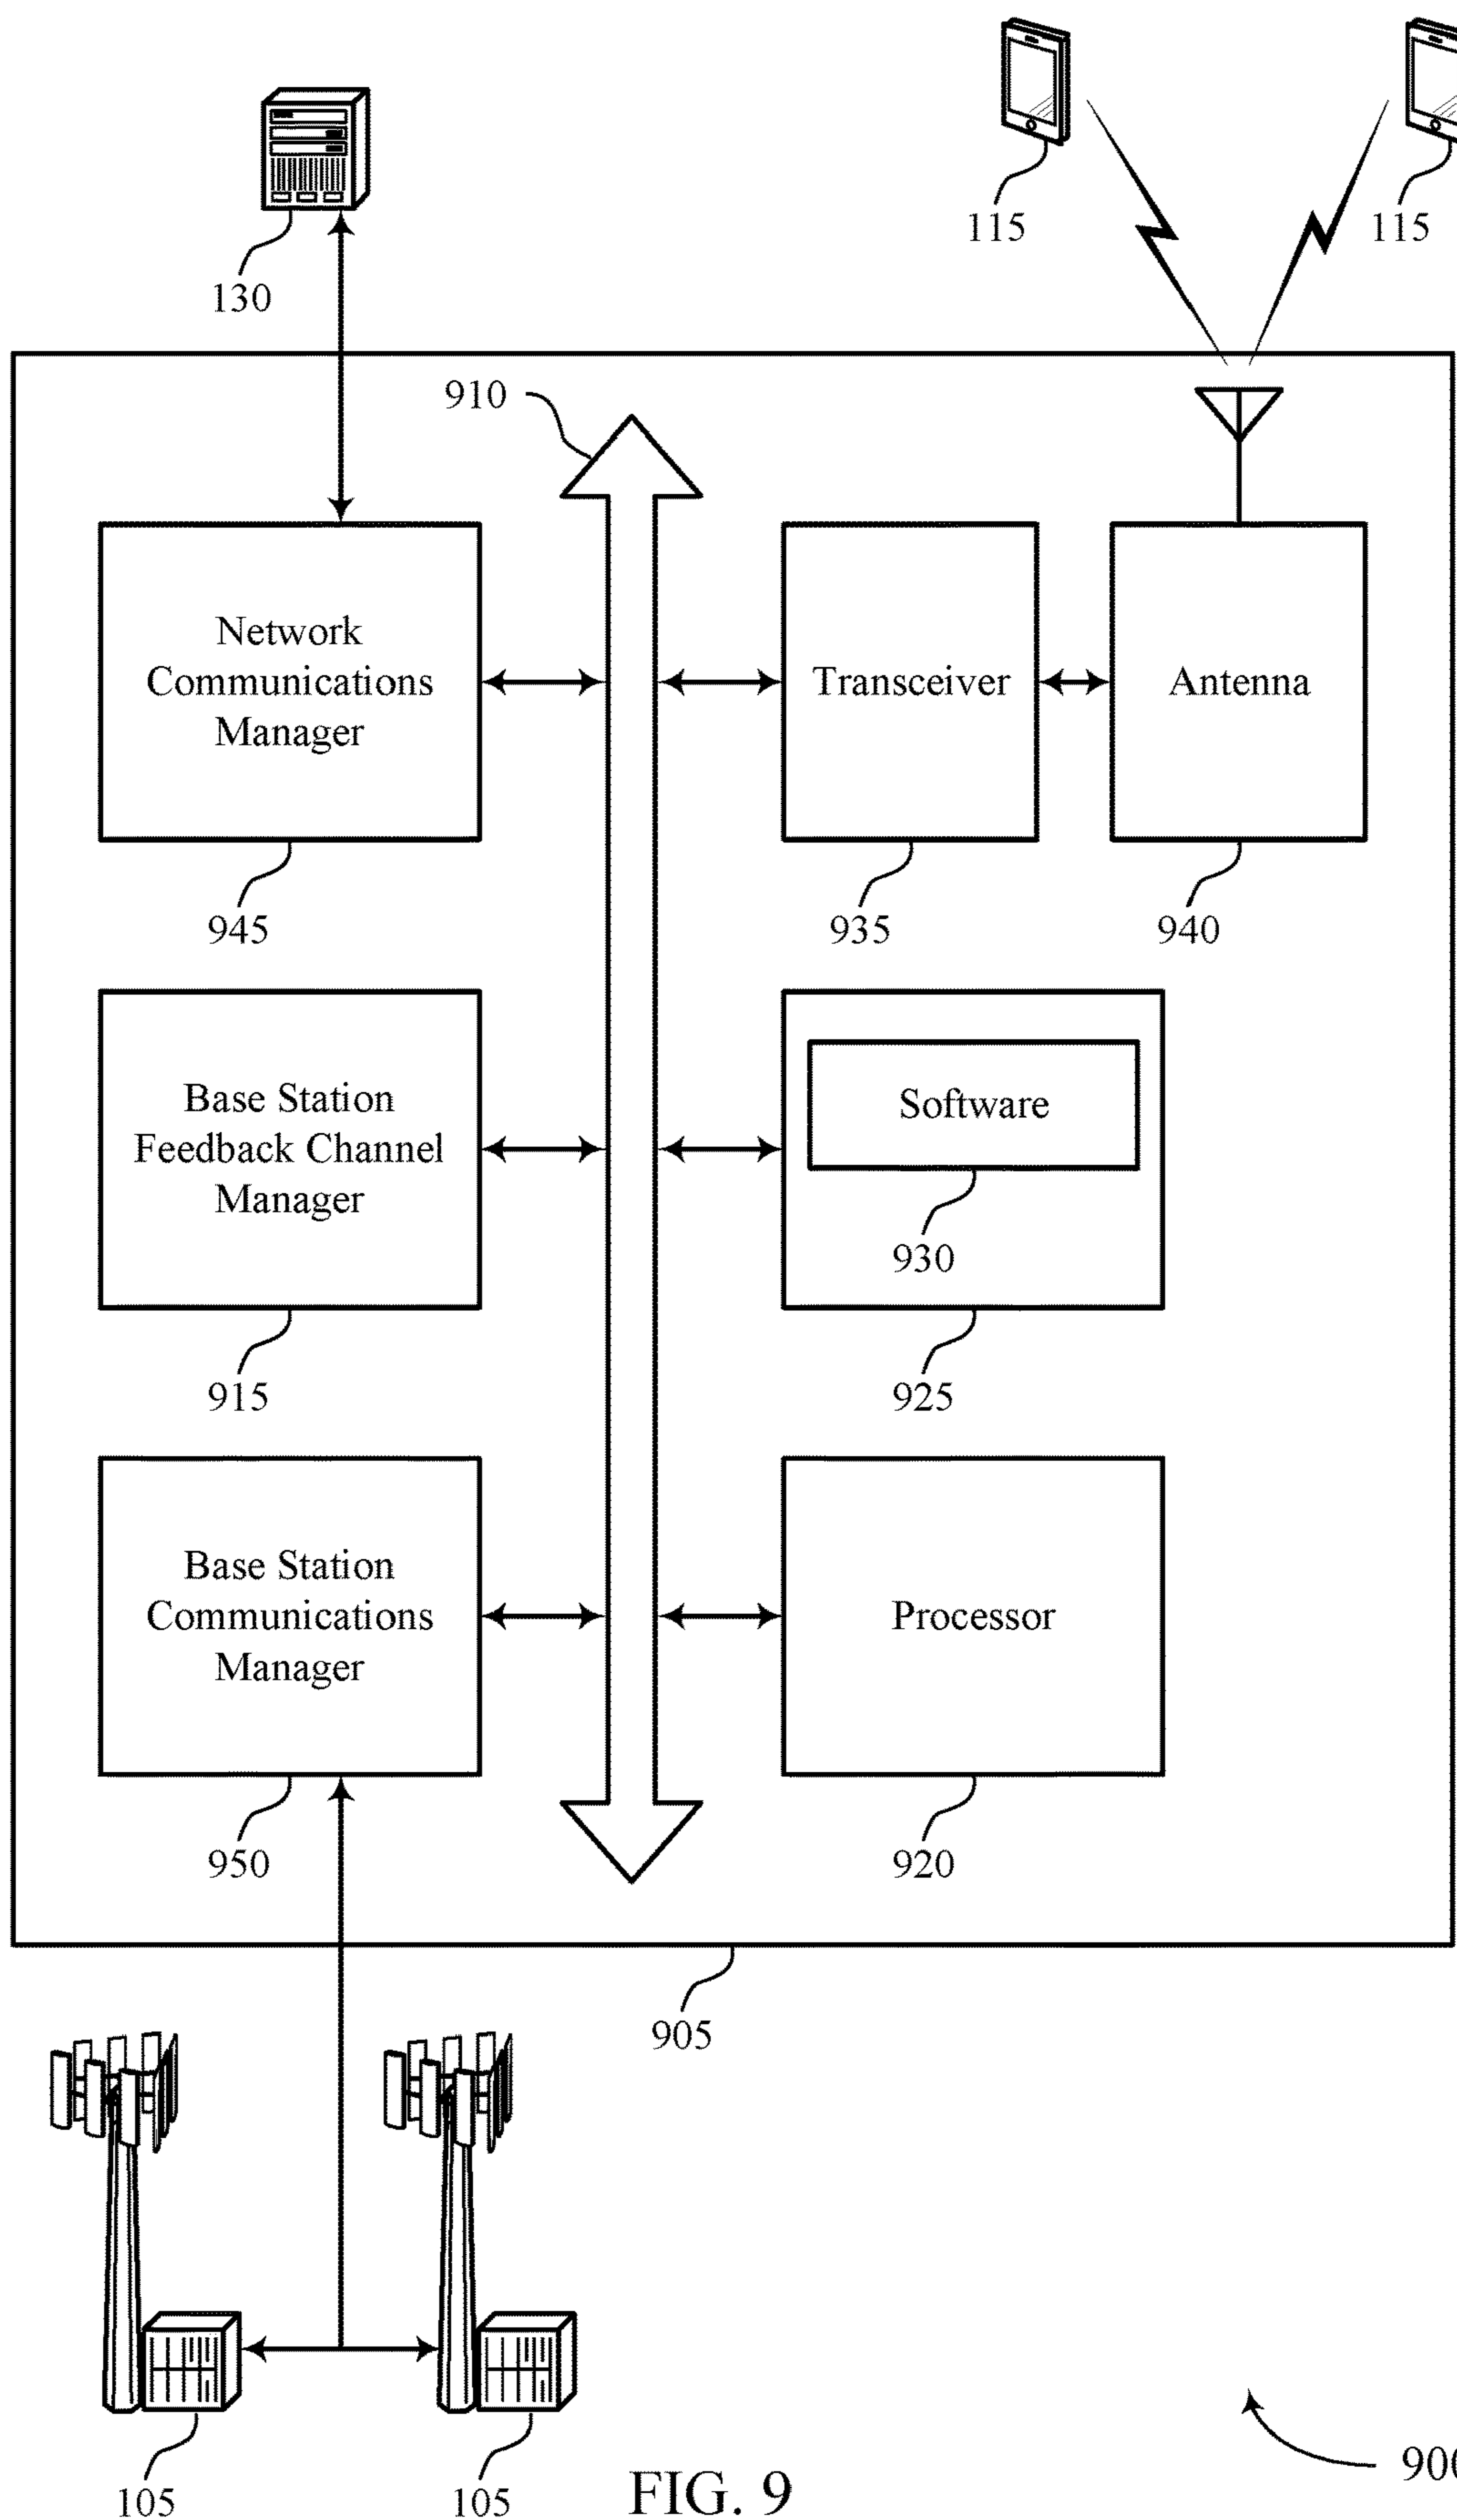 115
115
130
910
Network
Communications
Manager
Transceiver
Antenna
945
935
940
Base Station
Feedback Channel
Manager
Software
930
915
925
Base Station
Communications
Manager
Processor
950
920
905
105
105
FIG. 9